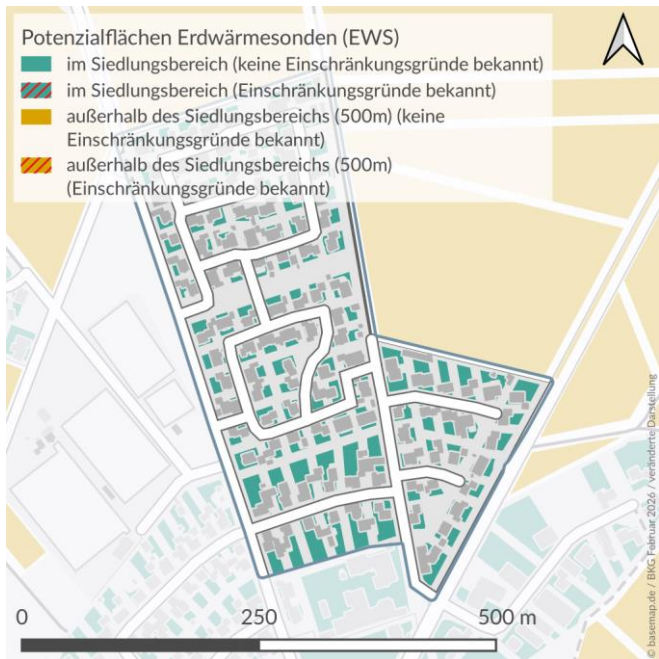 Potenzialflächen Erdwärmesonden (EWS)
im Siedlungsbereich (keine Einschränkungsgründe bekannt)
im Siedlungsbereich (Einschränkungsgründe bekannt)
außerhalb des Siedlungsbereichs (500m) (keine
Einschränkungsgründe bekannt)
außerhalb des Siedlungsbereichs (500m)
(Einschränkungsgründe bekannt)
0
250
500 m
© basemap.de / BKG Februar 2026 / veränderte Darstellung